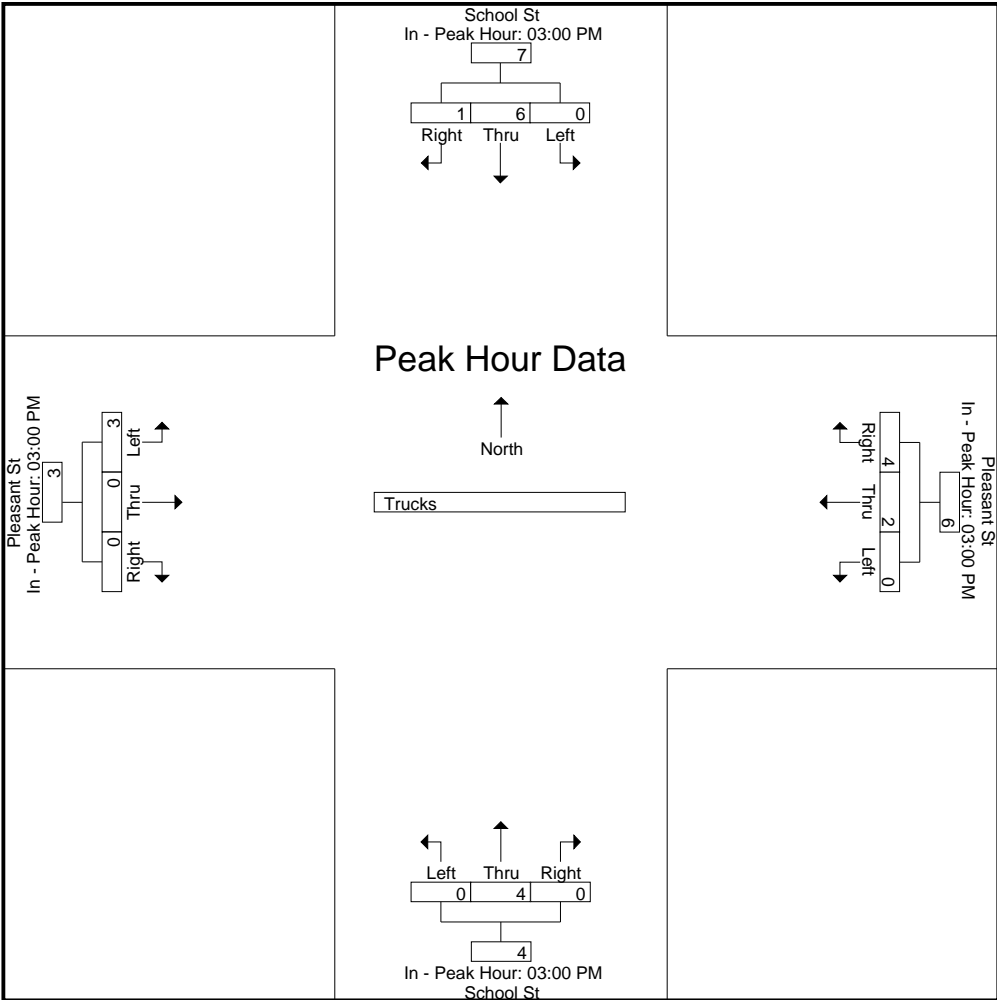 School St
In - Peak Hour: 03:00 PM
7
1 6 0
Right Thru Left
Peak Hour Data
North
Trucks
Pleasant St
In - Peak Hour: 03:00 PM
3
3 0 0
Left Thru Right
Pleasant St
In - Peak Hour: 03:00 PM
6
4 2 0
Right Thru Left
Left Thru Right
0 4 0
4
In - Peak Hour: 03:00 PM
School St